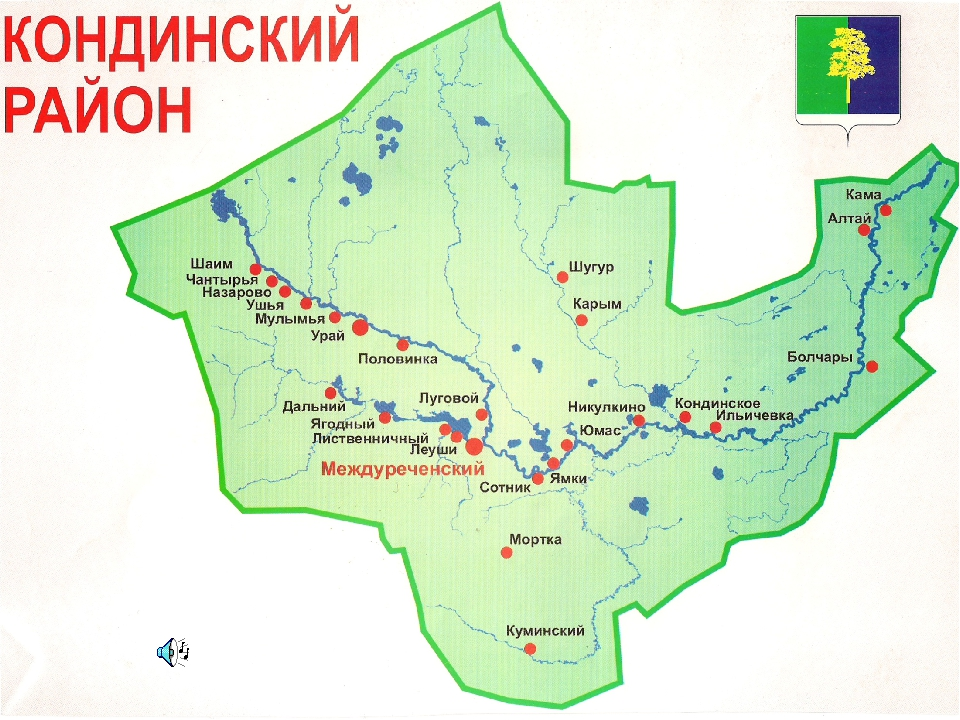 КОНДИНСКИЙ
РАЙОН
Кама
Алтай
Шаим
Чантырья
Назарово
Ушья
Мулымья
Урай
Половинка
Шугур
Карым
Болчары
Дальний
Ягодный
Лиственничный
Леуши
Луговой
Междуреченский
Никулкино
Кондинское
Ильичевка
Юмас
Ямки
Сотник
Мортка
Куминский